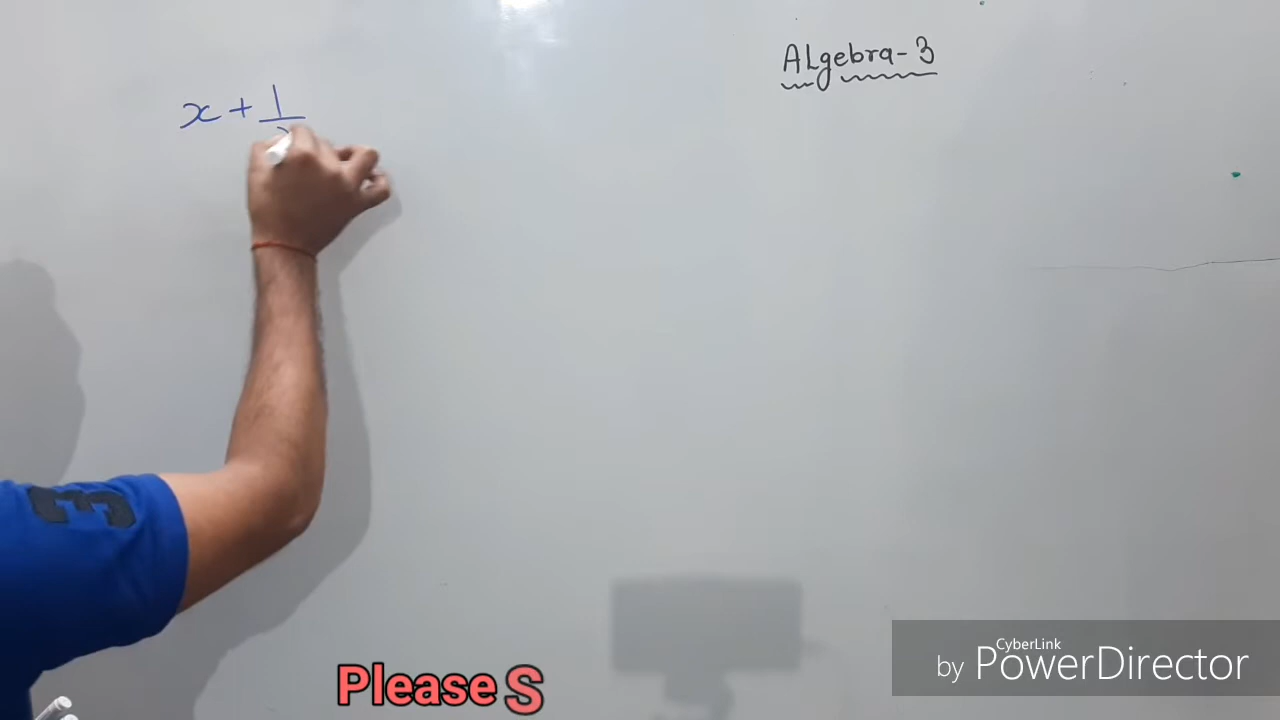 ALgebra-3
x + 1
Please S
CyberLink
by PowerDirector